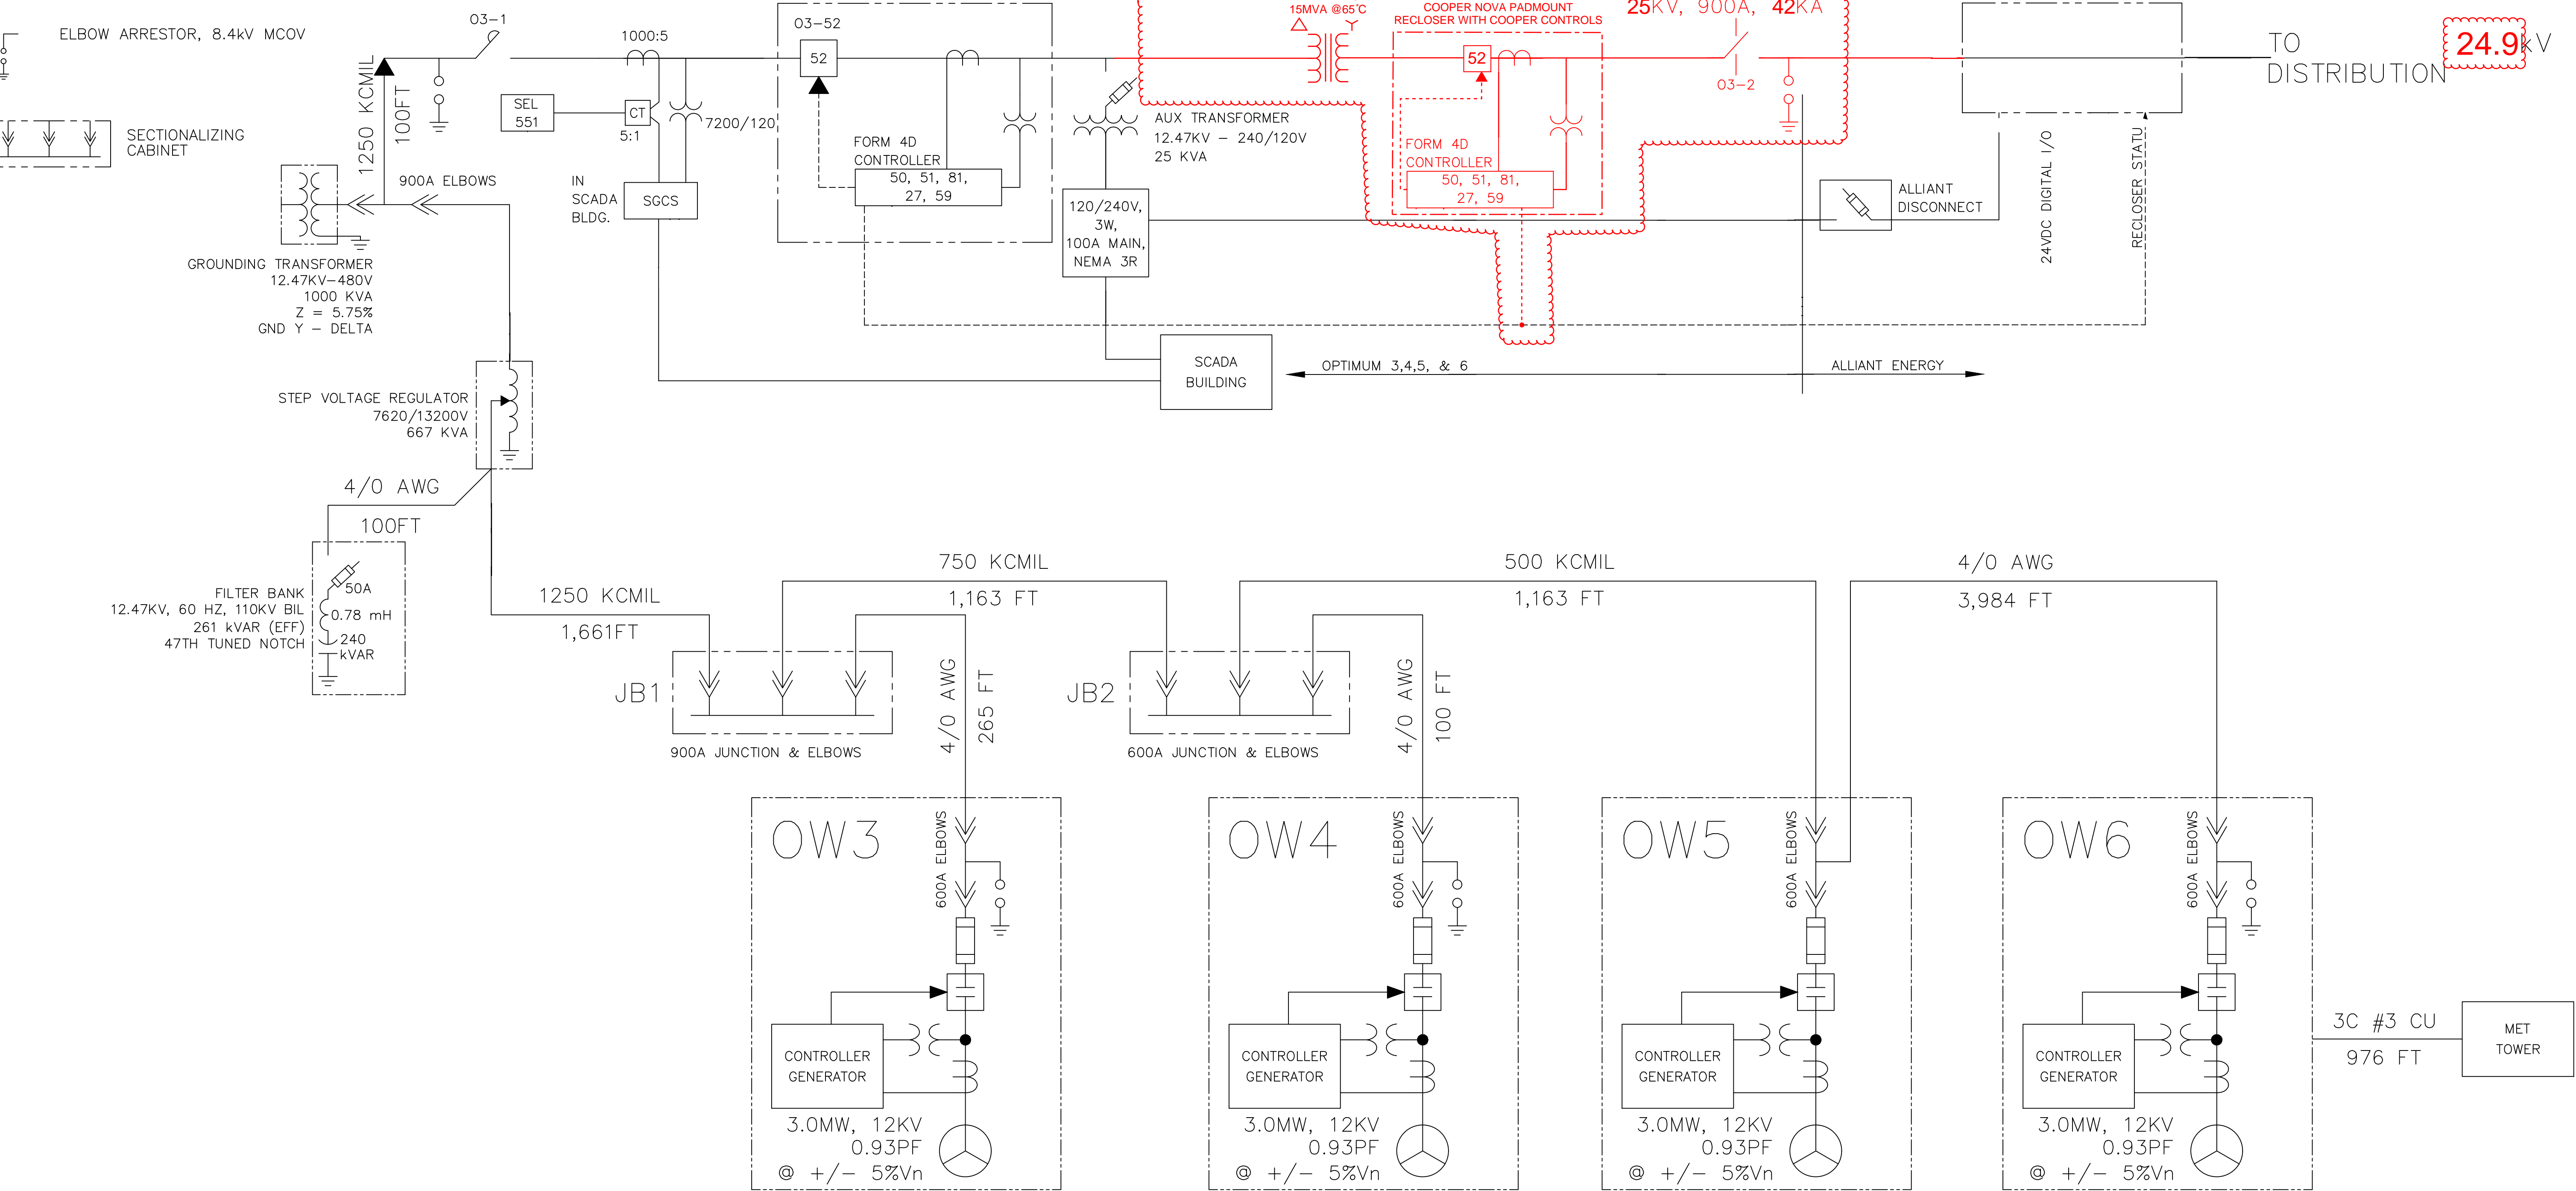 ELBOW ARRESTOR, 8.4kV MCOV
SECTIONALIZING
CABINET
1250 KCMIL
100FT
03-1
1000:5
SEL
551
CT
5:1
7200/120
IN
SCADA
BLDG.
SGCS
900A ELBOWS
GROUNDING TRANSFORMER
12.47KV-480V
1000 KVA
Z = 5.75%
GND Y - DELTA
03-52
52
FORM 4D
CONTROLLER
50, 51, 81,
27, 59
AUX TRANSFORMER
12.47KV - 240/120V
25 KVA
120/240V,
3W,
100A MAIN,
NEMA 3R
15MVA @65°C
COOPER NOVA PADMOUNT
RECLOSER WITH COOPER CONTROLS
52
FORM 4D
CONTROLLER
50, 51, 81,
27, 59
25KV, 900A, 42KA
03-2
ALLIANT
DISCONNECT
24VDC DIGITAL I/O
RECLOSER STATU
TO
DISTRIBUTION
24.9kV
SCADA
BUILDING
OPTIMUM 3,4,5, & 6
ALLIANT ENERGY
STEP VOLTAGE REGULATOR
7620/13200V
667 KVA
4/0 AWG
100FT
FILTER BANK
12.47KV, 60 HZ, 110KV BIL
261 kVAR (EFF)
47TH TUNED NOTCH
50A
0.78 mH
240
kVAR
1250 KCMIL
1,661FT
750 KCMIL
1,163 FT
500 KCMIL
1,163 FT
4/0 AWG
3,984 FT
JB1
900A JUNCTION & ELBOWS
4/0 AWG
265 FT
JB2
600A JUNCTION & ELBOWS
4/0 AWG
100 FT
OW3
600A ELBOWS
CONTROLLER
GENERATOR
3.0MW, 12KV
0.93PF
@ +/- 5%Vn
OW4
600A ELBOWS
CONTROLLER
GENERATOR
3.0MW, 12KV
0.93PF
@ +/- 5%Vn
OW5
600A ELBOWS
CONTROLLER
GENERATOR
3.0MW, 12KV
0.93PF
@ +/- 5%Vn
OW6
600A ELBOWS
CONTROLLER
GENERATOR
3.0MW, 12KV
0.93PF
@ +/- 5%Vn
3C #3 CU
976 FT
MET
TOWER